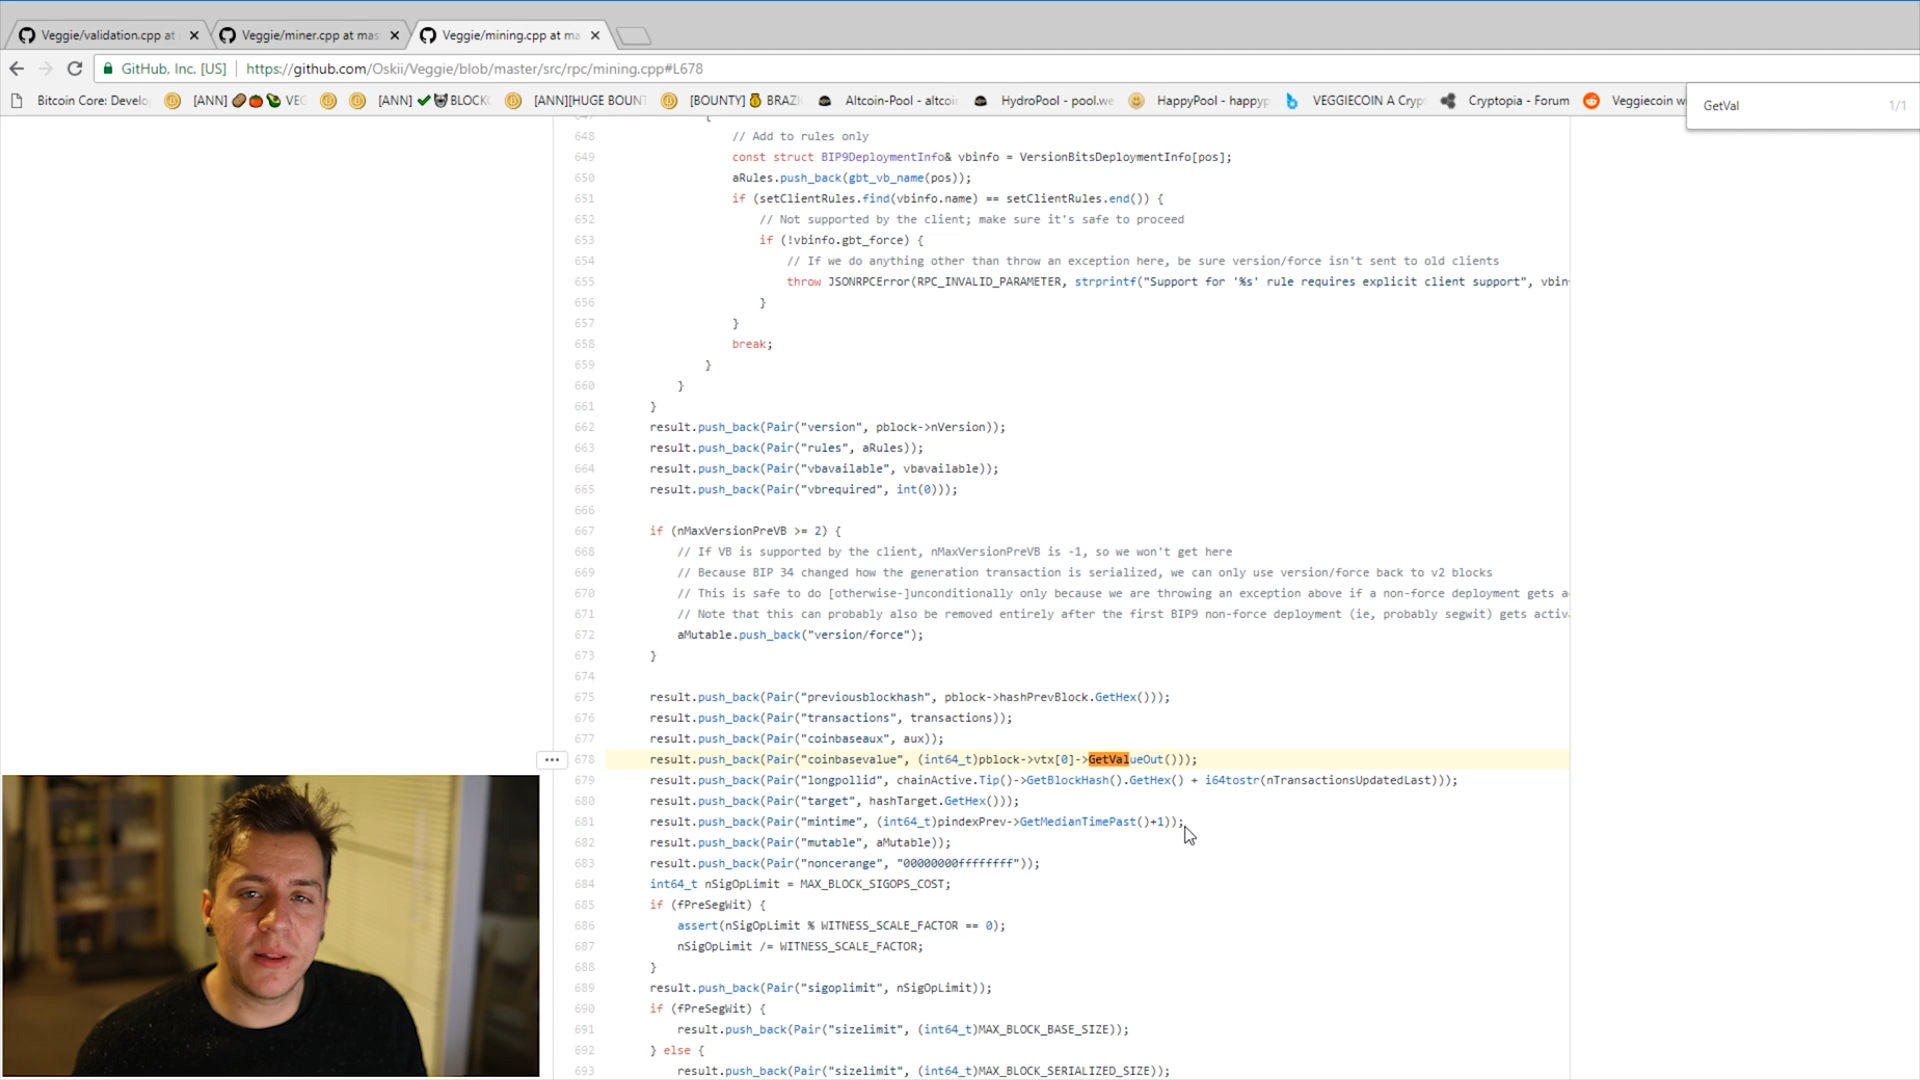 Veggie/validation.cpp at
Veggie/miner.cpp at mas
Veggie/mining.cpp at ma
GitHub, Inc. [US]
https://github.com/Oskii/Veggie/blob/master/src/rpc/mining.cpp#L678
Bitcoin Core: Develo
[ANN] VEG
[ANN] BLOCK
[ANN][HUGE BOUN
[BOUNTY] BRAZI
Altcoin-Pool - altcoi
HydroPool - pool.we
HappyPool - happyp
VEGGIECOIN A Cryp
Cryptopia - Forum
Veggiecoin w
GetVal 1/1
647 {
648 // Add to rules only
649 const struct BIP9DeploymentInfo& vbinfo = VersionBitsDeploymentInfo[pos];
650 aRules.push_back(gbt_vb_name(pos));
651 if (setClientRules.find(vbinfo.name) == setClientRules.end()) {
652 // Not supported by the client; make sure it's safe to proceed
653 if (!vbinfo.gbt_force) {
654 // If we do anything other than throw an exception here, be sure version/force isn't sent to old clients
655 throw JSONRPCError(RPC_INVALID_PARAMETER, strprintf("Support for '%s' rule requires explicit client support", vbin
656 }
657 }
658 break;
659 }
660 }
661 }
662 result.push_back(Pair("version", pblock->nVersion));
663 result.push_back(Pair("rules", aRules));
664 result.push_back(Pair("vbavailable", vbavailable));
665 result.push_back(Pair("vbrequired", int(0)));
666
667 if (nMaxVersionPreVB >= 2) {
668 // If VB is supported by the client, nMaxVersionPreVB is -1, so we won't get here
669 // Because BIP 34 changed how the generation transaction is serialized, we can only use version/force back to v2 blocks
670 // This is safe to do [otherwise-]unconditionally only because we are throwing an exception above if a non-force deployment gets a
671 // Note that this can probably also be removed entirely after the first BIP9 non-force deployment (ie, probably segwit) gets activ
672 aMutable.push_back("version/force");
673 }
674
675 result.push_back(Pair("previousblockhash", pblock->hashPrevBlock.GetHex()));
676 result.push_back(Pair("transactions", transactions));
677 result.push_back(Pair("coinbaseaux", aux));
678 result.push_back(Pair("coinbasevalue", (int64_t)pblock->vtx[0]->GetValueOut()));
679 result.push_back(Pair("longpollid", chainActive.Tip()->GetBlockHash().GetHex() + i64tostr(nTransactionsUpdatedLast)));
680 result.push_back(Pair("target", hashTarget.GetHex()));
681 result.push_back(Pair("mintime", (int64_t)pindexPrev->GetMedianTimePast()+1));
682 result.push_back(Pair("mutable", aMutable));
683 result.push_back(Pair("noncerange", "00000000ffffffff"));
684 int64_t nSigOpLimit = MAX_BLOCK_SIGOPS_COST;
685 if (fPreSegWit) {
686 assert(nSigOpLimit % WITNESS_SCALE_FACTOR == 0);
687 nSigOpLimit /= WITNESS_SCALE_FACTOR;
688 }
689 result.push_back(Pair("sigoplimit", nSigOpLimit));
690 if (fPreSegWit) {
691 result.push_back(Pair("sizelimit", (int64_t)MAX_BLOCK_BASE_SIZE));
692 } else {
693 result.push_back(Pair("sizelimit", (int64_t)MAX_BLOCK_SERIALIZED_SIZE));